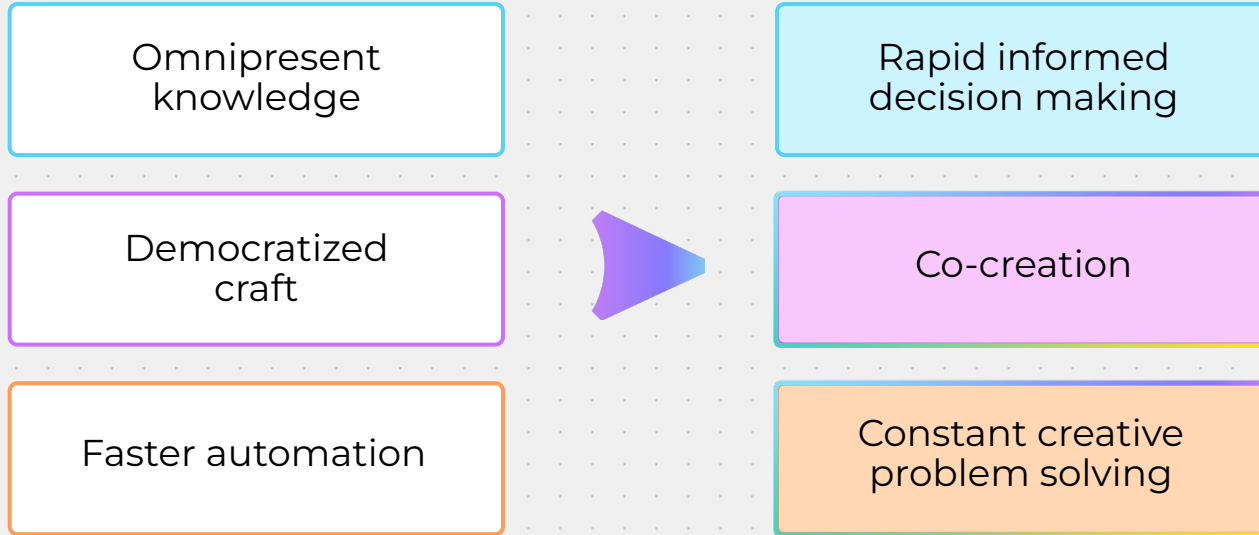 Omnipresent
knowledge
Rapid informed
decision making
Democratized
craft
Co-creation
Faster automation
Constant creative
problem solving